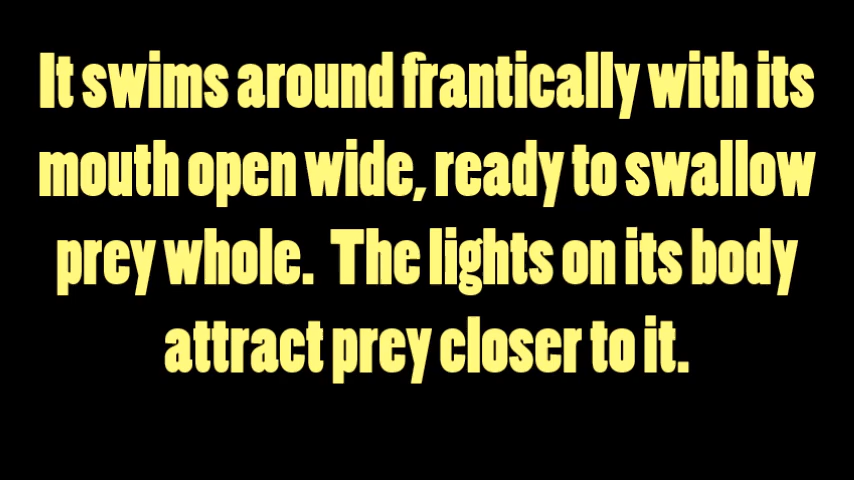 It swims around frantically with its
mouth open wide, ready to swallow
prey whole.  The lights on its body
attract prey closer to it.